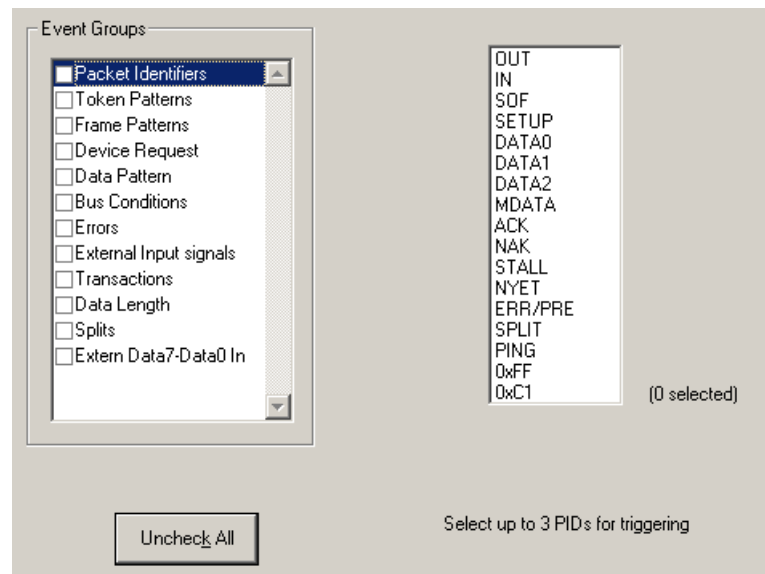 Event Groups
Packet Identifiers
Token Patterns
Frame Patterns
Device Request
Data Pattern
Bus Conditions
Errors
External Input signals
Transactions
Data Length
Splits
Extern Data7-Data0 In
OUT
IN
SOF
SETUP
DATA0
DATA1
DATA2
MDATA
ACK
NAK
STALL
NYET
ERR/PRE
SPLIT
PING
0xFF
0xC1
(0 selected)
Uncheck All
Select up to 3 PIDs for triggering